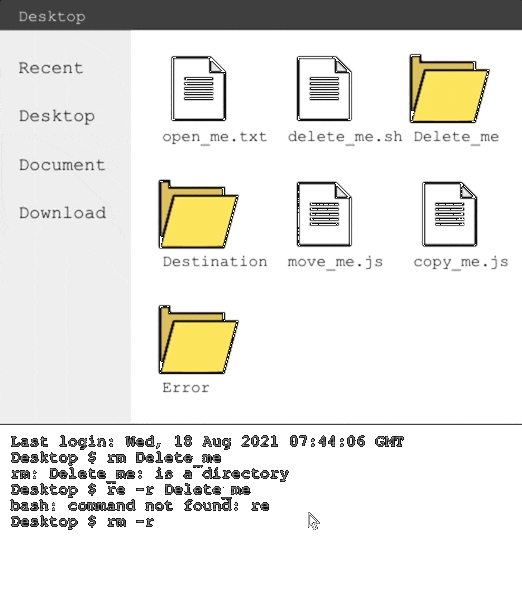 Desktop
Recent
Desktop
Document
Download
open_me.txt
delete_me.sh
Delete_me
Destination
move_me.js
copy_me.js
Error
Last login: Wed, 18 Aug 2021 07:44:06 GMT
Desktop $ rm Delete_me
rm: Delete_me: is a directory
Desktop $ re -r Delete_me
bash: command not found: re
Desktop $ rm -r